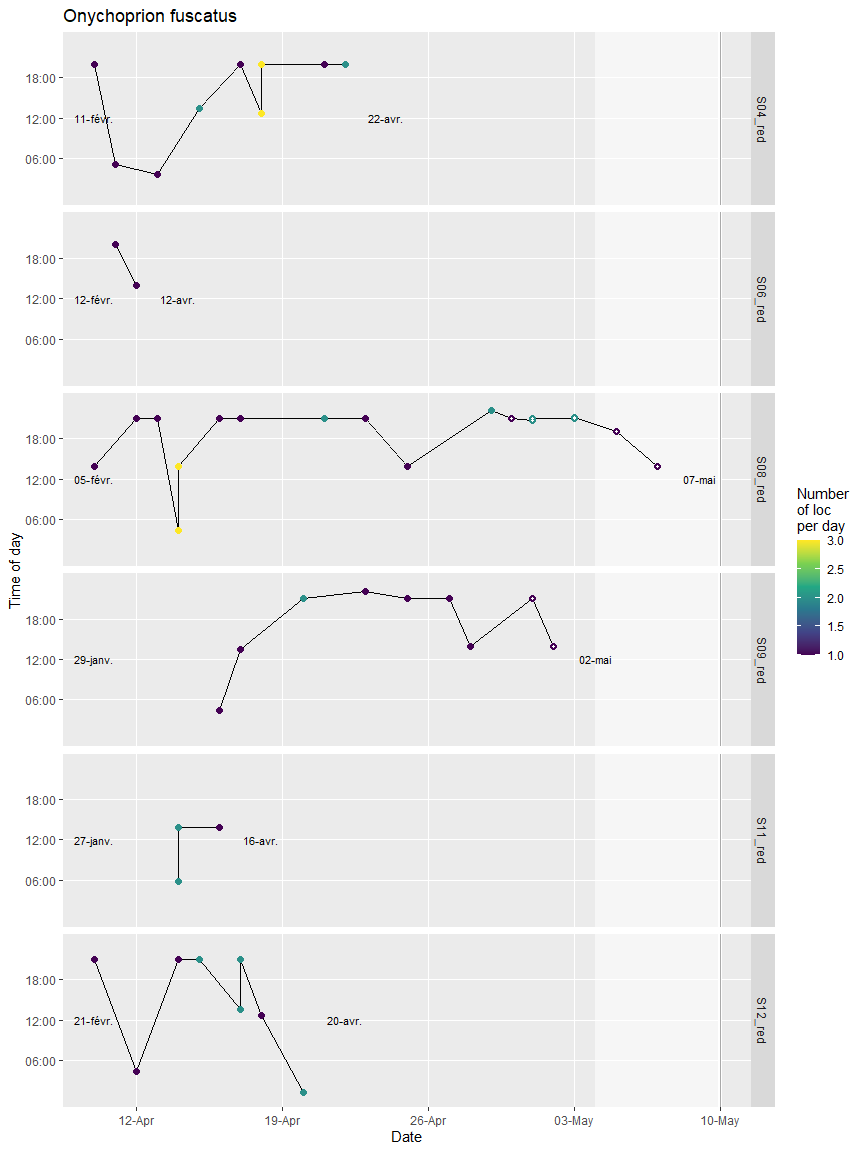 Onychoprion fuscatus
18:00
12:00
06:00
11-févr.
22-avr.
S04_red
18:00
12:00
06:00
12-févr.
12-avr.
S06_red
18:00
12:00
06:00
05-févr.
07-mai
S08_red
18:00
12:00
06:00
29-janv.
02-mai
S09_red
18:00
12:00
06:00
27-janv.
16-avr.
S11_red
18:00
12:00
06:00
21-févr.
20-avr.
S12_red
12-Apr
19-Apr
26-Apr
03-May
10-May
Date
Time of day
Number
of loc
per day
3.0
2.5
2.0
1.5
1.0